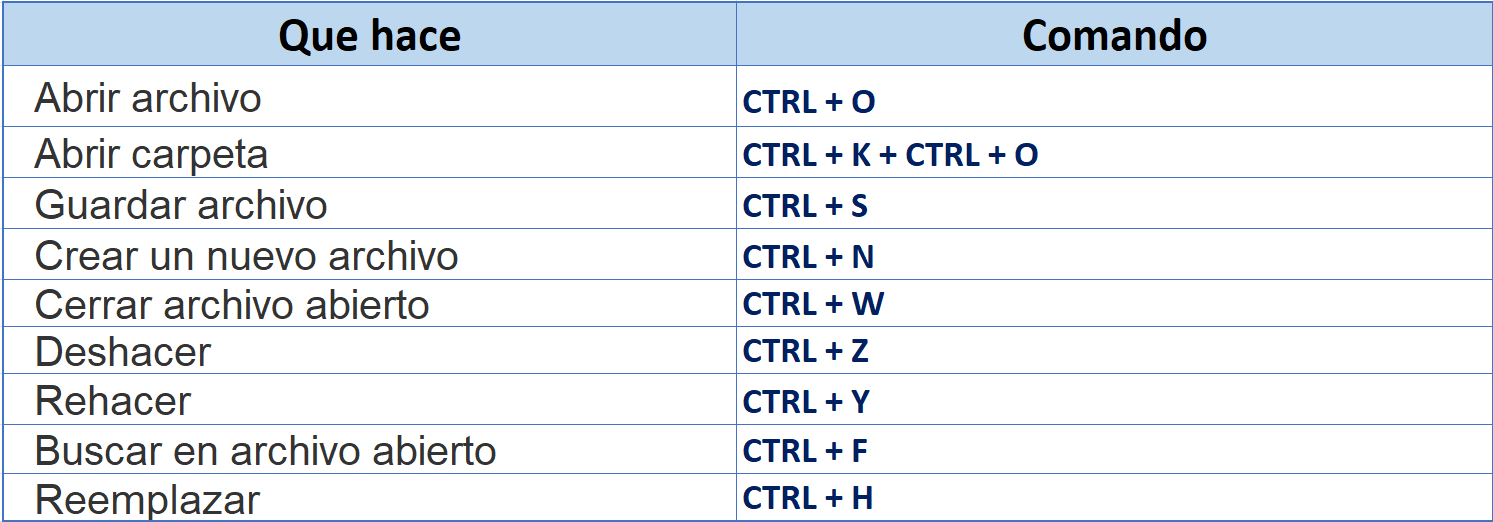 Que hace Comando
Abrir archivo CTRL + O
Abrir carpeta CTRL + K + CTRL + O
Guardar archivo CTRL + S
Crear un nuevo archivo CTRL + N
Cerrar archivo abierto CTRL + W
Deshacer CTRL + Z
Rehacer CTRL + Y
Buscar en archivo abierto CTRL + F
Reemplazar CTRL + H